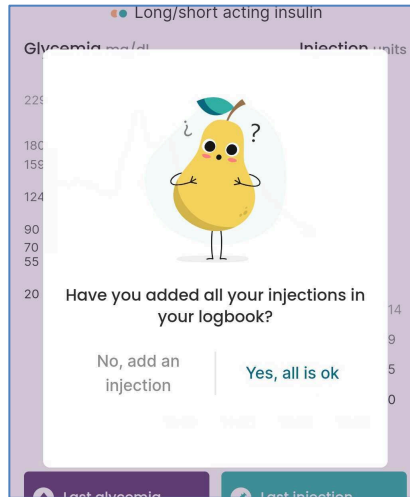 Long/short acting insulin
Glycemia mg/dl
Injection units
229
180
159
124
90
70
55
20
¿ ?
Have you added all your injections in
your logbook?
14
9
5
0
No, add an
injection
Yes, all is ok
Last glycemia
Last injection